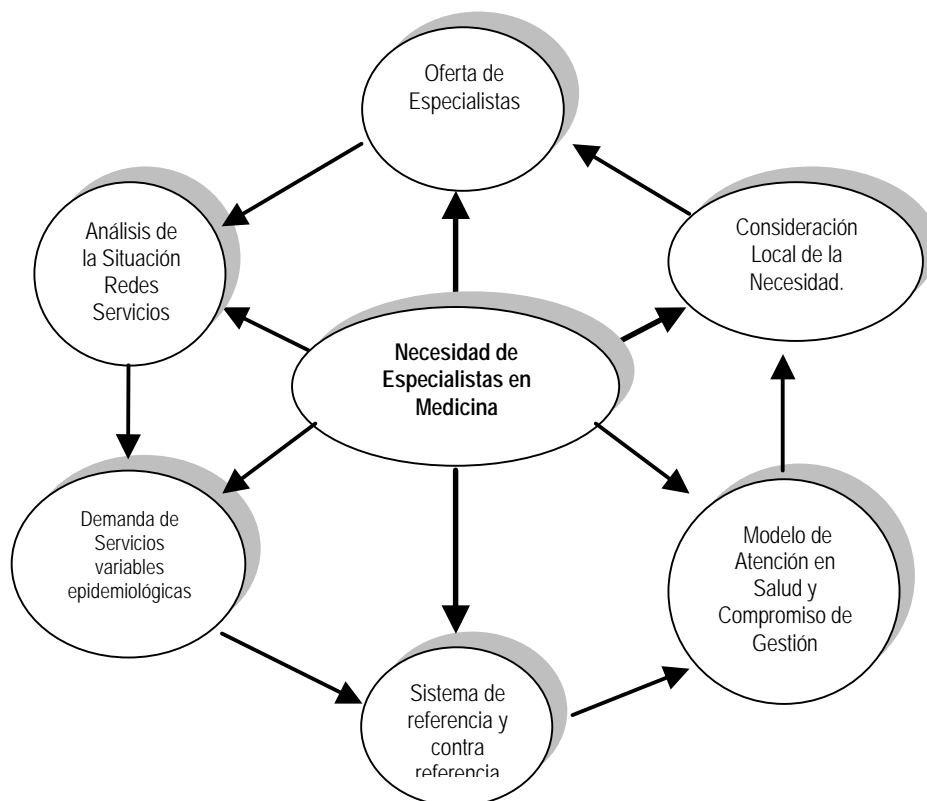 Oferta de
Especialistas
Análisis de
la Situación
Redes
Servicios
Consideración
Local de la
Necesidad.
Necesidad de
Especialistas en
Medicina
Demanda de
Servicios
variables
epidemiológicas
Modelo de
Atención en
Salud y
Compromiso de
Gestión
Sistema de
referencia y
contra
referencia